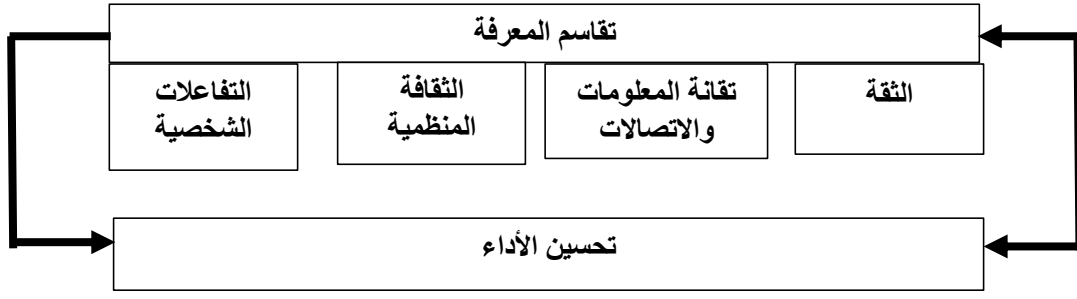 تقاسم المعرفة
الثقة
تقانة المعلومات
والاتصالات
الثقافة
المنظمية
التفاعلات
الشخصية
تحسين الأداء